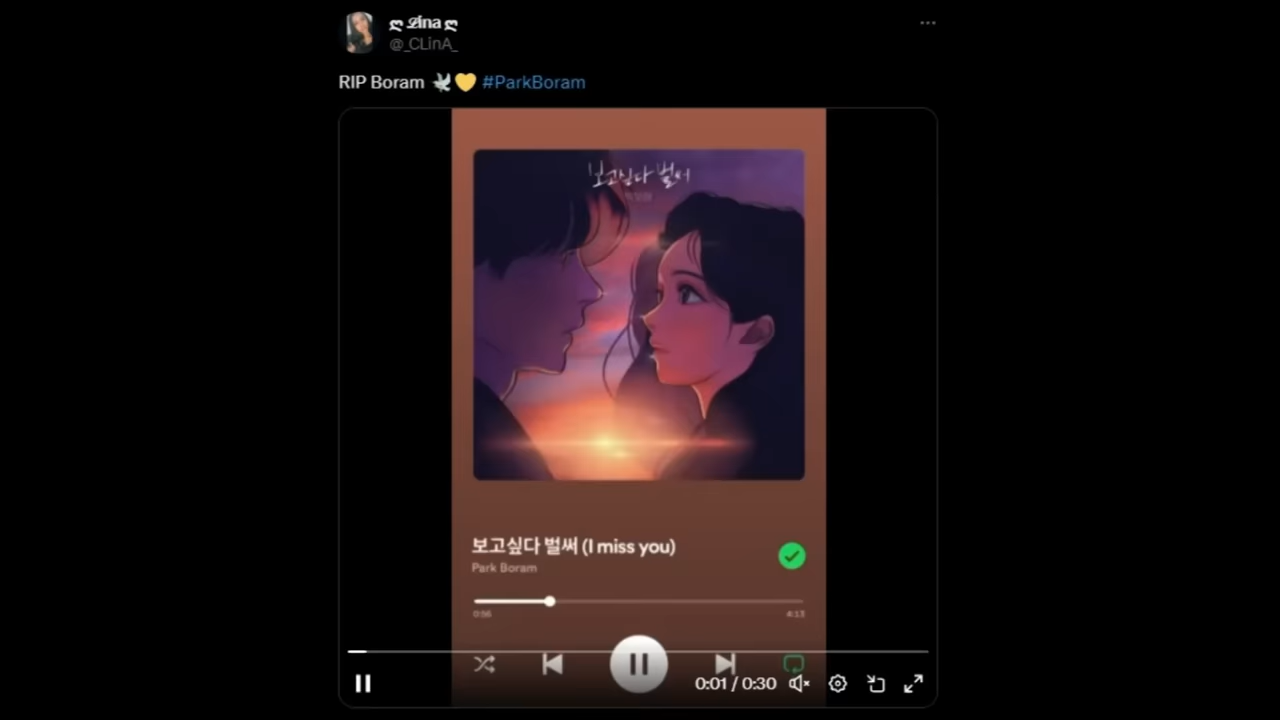 ღ 𝓛ina ღ
@_CLinA_
RIP Boram 🕊💛 #ParkBoram
보고싶다 벌써
보고싶다 벌써 (I miss you)
Park Boram
0:56
4:13
0:01 / 0:30